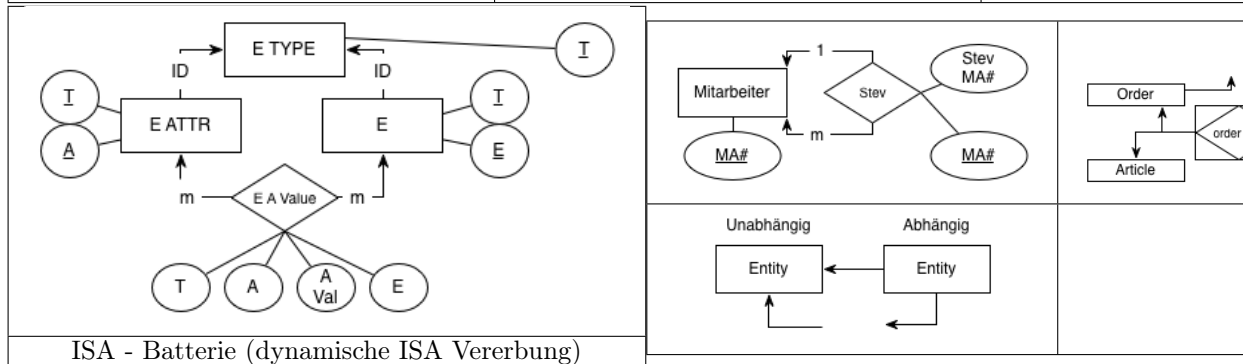 E TYPE
T
ID
ID
T
A
E ATTR
E
T
E
m
E A Value
m
T
A
A
Val
E
ISA - Batterie (dynamische ISA Vererbung)
1
Mitarbeiter
Stev
Stev
MA#
m
MA#
MA#
Order
order
Article
Unabhängig
Abhängig
Entity
Entity